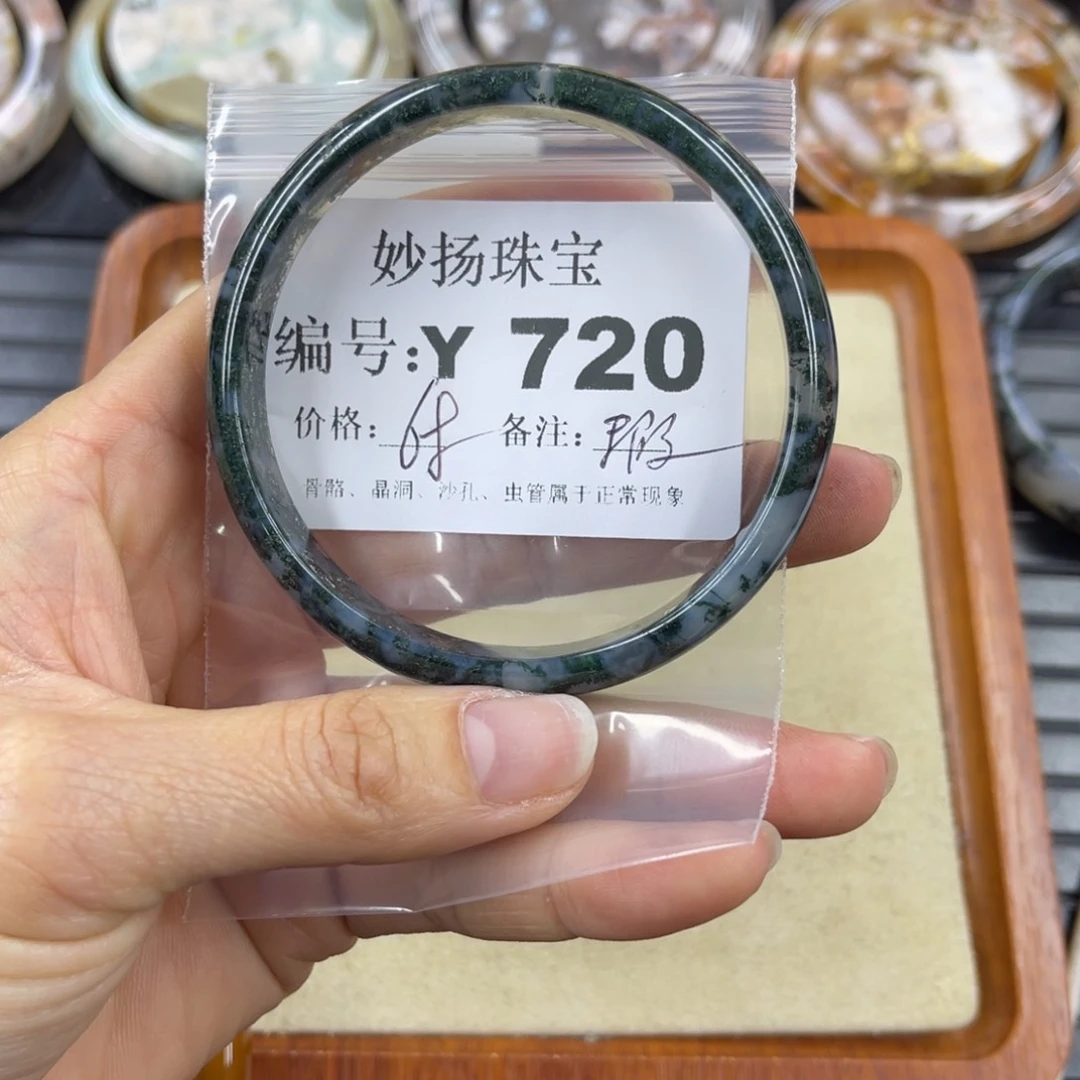 妙扬珠宝
编号:Y 720
价格: 备注: 瑕
骨骼、晶洞、沙孔、虫管属于正常现象